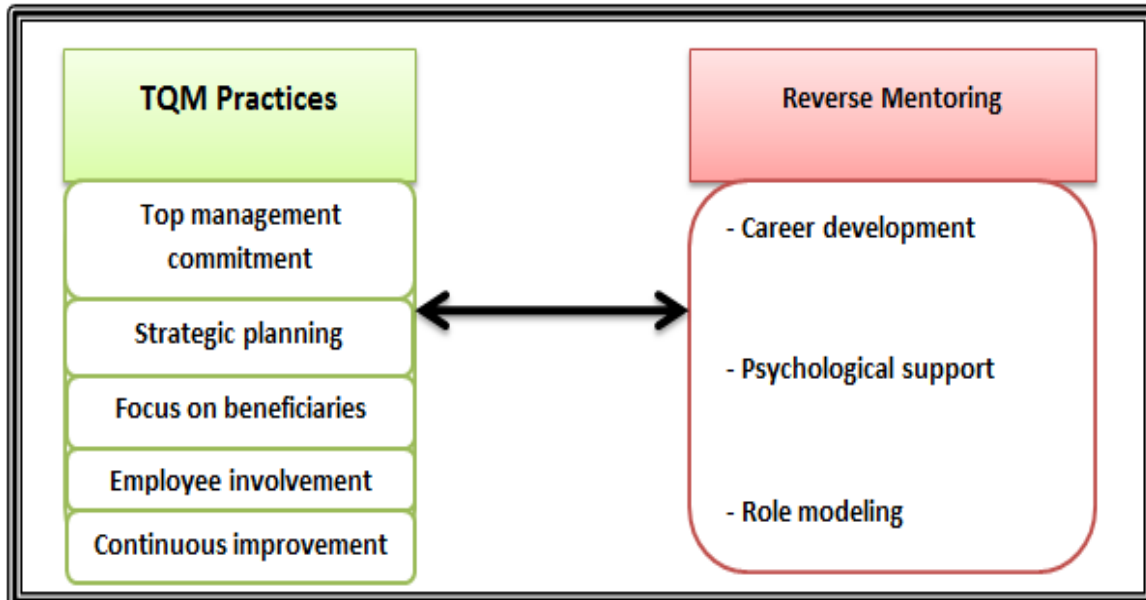 TQM Practices
Top management
commitment
Strategic planning
Focus on beneficiaries
Employee involvement
Continuous improvement
Reverse Mentoring
- Career development
- Psychological support
- Role modeling